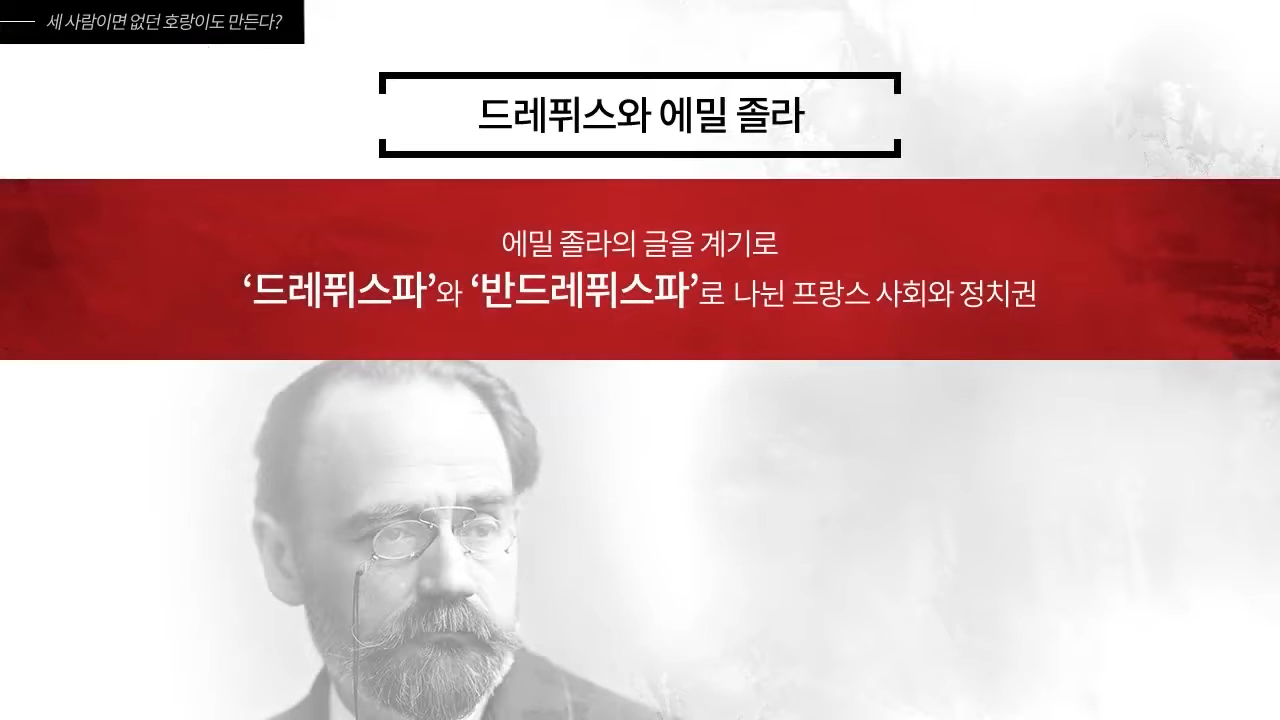 세 사람이면 없던 호랑이도 만든다?
드레퓌스와 에밀 졸라
에밀 졸라의 글을 계기로
‘드레퓌스파’와 ‘반드레퓌스파’로 나뉜 프랑스 사회와 정치권